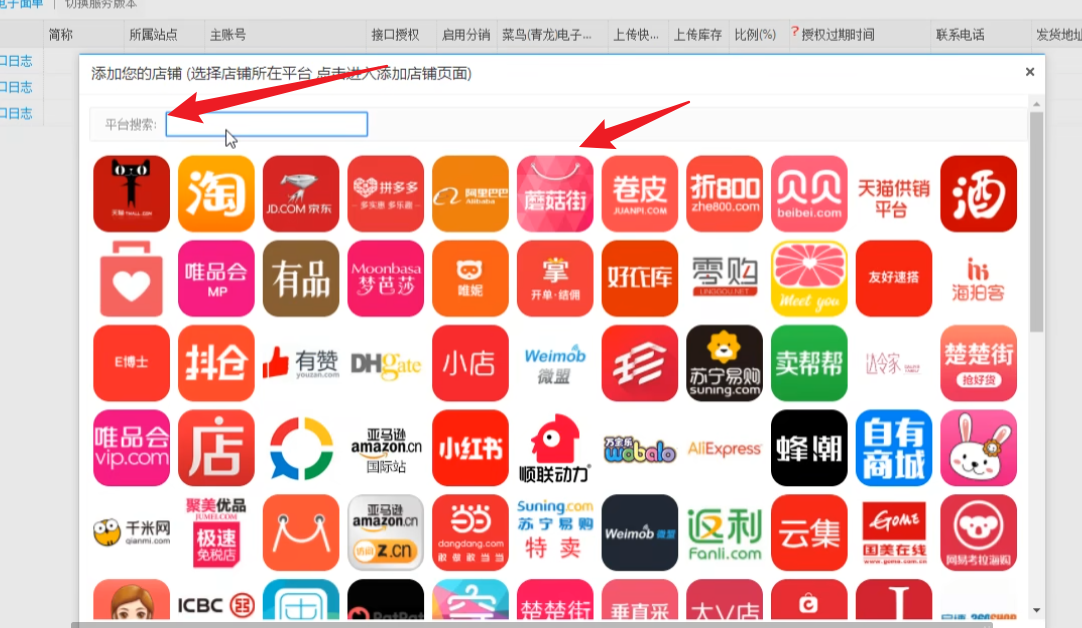 电子面单 | 切换服务版本
简称 所属站点 主账号 接口授权 启用分销 菜鸟(青龙)电子... 上传快... 上传库存 比例(%) ?授权过期时间 联系电话 发货地址
口日志
口日志
口日志
添加您的店铺 (选择店铺所在平台 点击进入添加店铺页面)
平台搜索:
天猫 TMALL.COM
淘
JD.COM 京东
拼多多
多实惠 多乐趣
阿里巴巴
Alibaba
蘑菇街
卷皮
JUANPI.COM
折800
zhe800.com
贝贝
beibei.com
天猫供销
平台
酒
唯品会
MP
有品
Moonbasa
梦芭莎
唯妮
掌
开单·结佣
好衣库
零购
LINGGOU.NET
Meet you
友好速搭
海拍客
E博士
抖仓
有赞
youzan.com
DHgate
小店
Weimob
微盟
珍
苏宁易购
suning.com
卖帮帮
达令家
楚楚街
抢好货
唯品会
vip.com
店
亚马逊
amazon.cn
国际站
小红书
顺联动力
万家乐
wobalo
AliExpress
蜂潮
自有
商城
千米网
qianmi.com
聚美优品
JUMEI.COM
极速
免税店
亚马逊
amazon.cn
z.cn
当当
dangdang.com
敢做敢当当
Suning.com
苏宁易购
特卖
Weimob 微盟
返利
Fanli.com
云集
GOME
国美在线
www.gome.com.cn
网易考拉海购
ICBC
楚楚街
垂直采
大V店